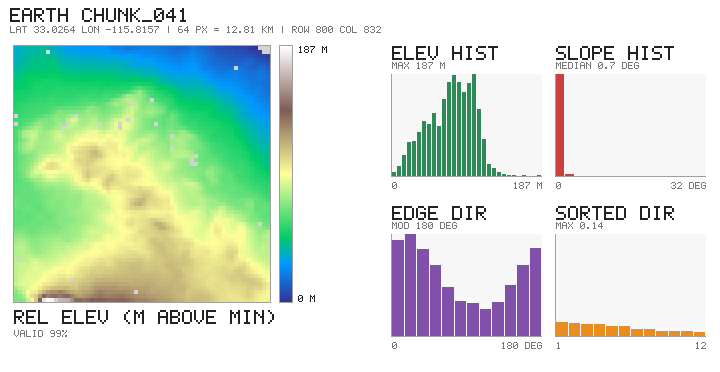 EARTH CHUNK_041
LAT 33.0264 LON -115.8157 | 64 PX = 12.81 KM | ROW 800 COL 832
187 M
0 M
REL ELEV (M ABOVE MIN)
VALID 99%
ELEV HIST
MAX 187 M
0 187 M
SLOPE HIST
MEDIAN 0.7 DEG
0 32 DEG
EDGE DIR
MOD 180 DEG
0 180 DEG
SORTED DIR
MAX 0.14
1 12